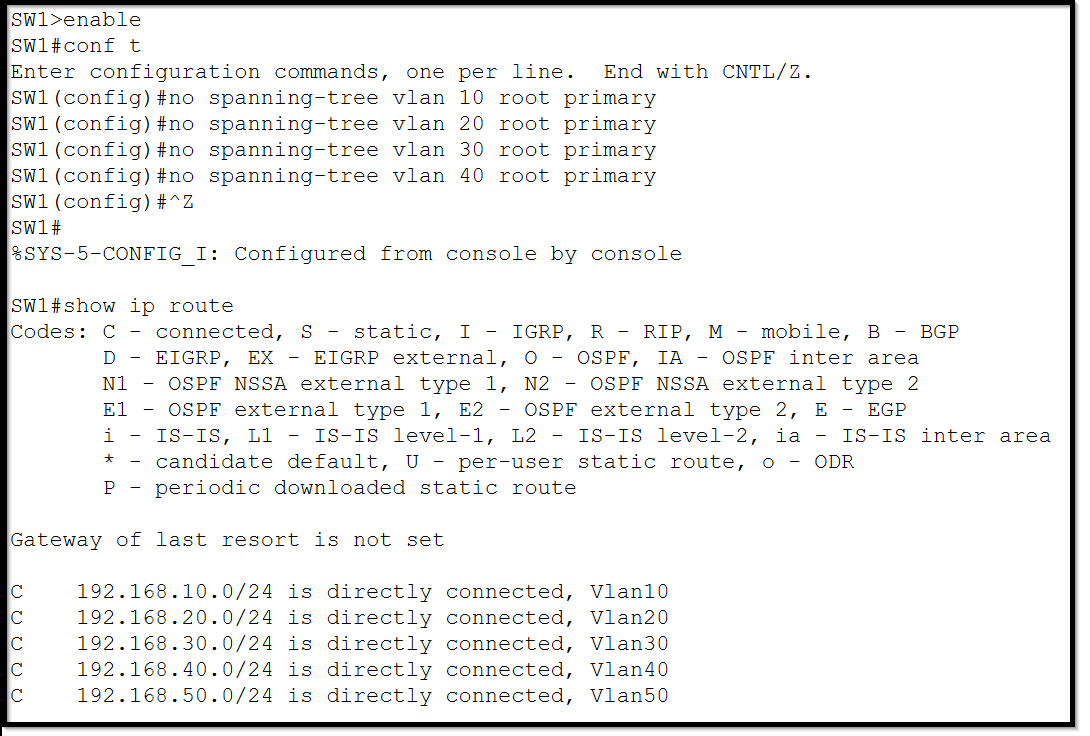 SW1>enable
SW1#conf t
Enter configuration commands, one per line.  End with CNTL/Z.
SW1(config)#no spanning-tree vlan 10 root primary
SW1(config)#no spanning-tree vlan 20 root primary
SW1(config)#no spanning-tree vlan 30 root primary
SW1(config)#no spanning-tree vlan 40 root primary
SW1(config)#^Z
SW1#
%SYS-5-CONFIG_I: Configured from console by console
SW1#show ip route
Codes: C - connected, S - static, I - IGRP, R - RIP, M - mobile, B - BGP
       D - EIGRP, EX - EIGRP external, O - OSPF, IA - OSPF inter area
       N1 - OSPF NSSA external type 1, N2 - OSPF NSSA external type 2
       E1 - OSPF external type 1, E2 - OSPF external type 2, E - EGP
       i - IS-IS, L1 - IS-IS level-1, L2 - IS-IS level-2, ia - IS-IS inter area
       * - candidate default, U - per-user static route, o - ODR
       P - periodic downloaded static route
Gateway of last resort is not set
C    192.168.10.0/24 is directly connected, Vlan10
C    192.168.20.0/24 is directly connected, Vlan20
C    192.168.30.0/24 is directly connected, Vlan30
C    192.168.40.0/24 is directly connected, Vlan40
C    192.168.50.0/24 is directly connected, Vlan50